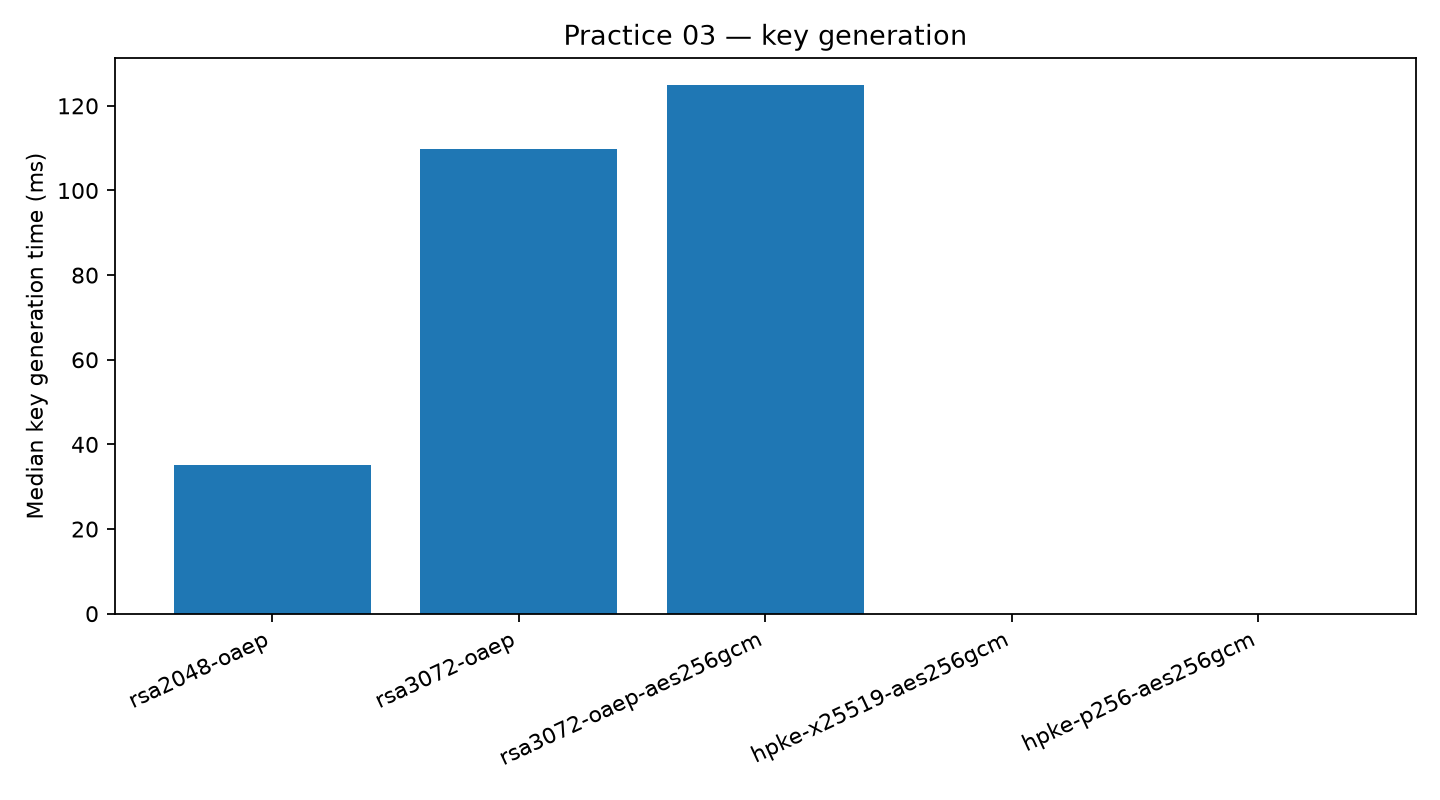 Practice 03 — key generation
Median key generation time (ms)
120
100
80
60
40
20
0
rsa2048-oaep
rsa3072-oaep
rsa3072-oaep-aes256gcm
hpke-x25519-aes256gcm
hpke-p256-aes256gcm